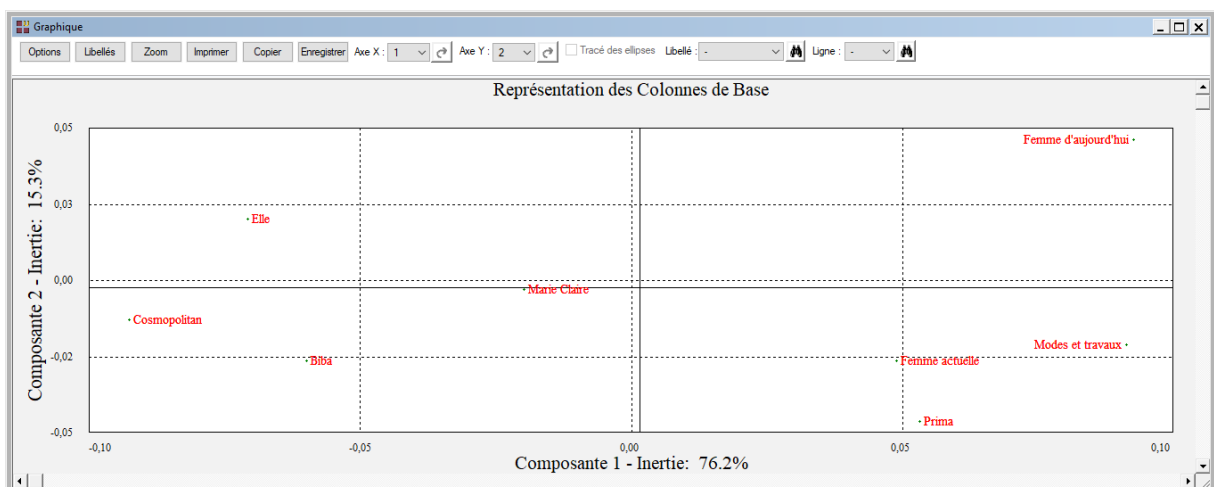 Graphique
Options Libellés Zoom Imprimer Copier Enregistrer Axe X : 1 Axe Y : 2 Tracé des ellipses Libellé : - Ligne : -
Représentation des Colonnes de Base
0,05
Femme d'aujourd'hui
0,03
Elle
0,00
Marie Claire
Cosmopolitan
Modes et travaux
-0,02
Biba
Femme actuelle
Prima
-0,05
Composante 2 - Inertie: 15.3%
-0,10 -0,05 0,00 0,05 0,10
Composante 1 - Inertie: 76.2%